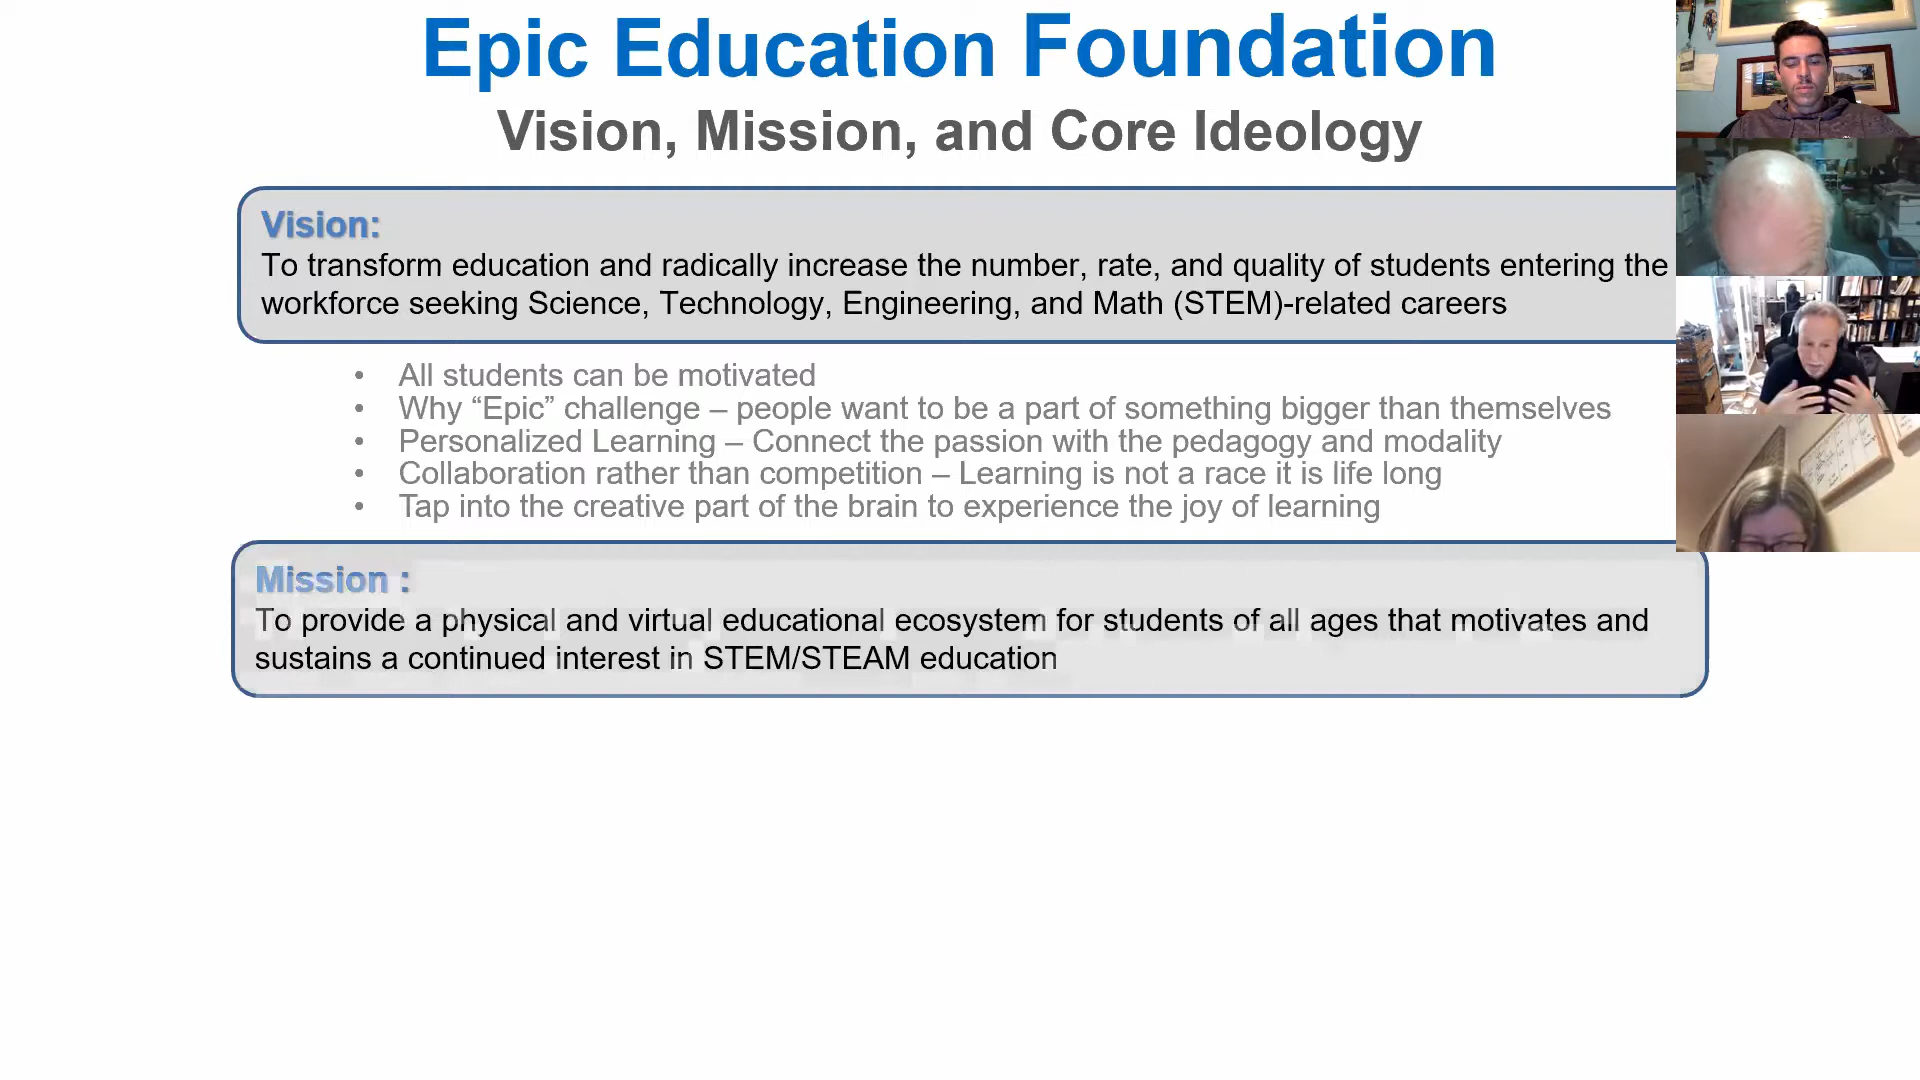 Epic Education Foundation
Vision, Mission, and Core Ideology
Vision:
To transform education and radically increase the number, rate, and quality of students entering the
workforce seeking Science, Technology, Engineering, and Math (STEM)-related careers
• All students can be motivated
• Why “Epic” challenge – people want to be a part of something bigger than themselves
• Personalized Learning – Connect the passion with the pedagogy and modality
• Collaboration rather than competition – Learning is not a race it is life long
• Tap into the creative part of the brain to experience the joy of learning
Mission :
To provide a physical and virtual educational ecosystem for students of all ages that motivates and
sustains a continued interest in STEM/STEAM education